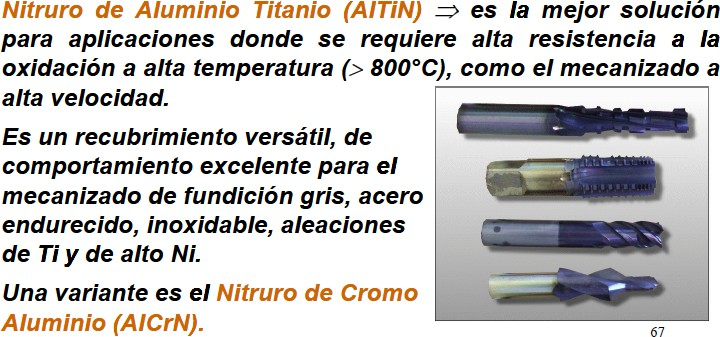 Nitruro de Aluminio Titanio (AlTiN) ⇒ es la mejor solución
para aplicaciones donde se requiere alta resistencia a la
oxidación a alta temperatura (> 800°C), como el mecanizado a
alta velocidad.
Es un recubrimiento versátil, de
comportamiento excelente para el
mecanizado de fundición gris, acero
endurecido, inoxidable, aleaciones
de Ti y de alto Ni.
Una variante es el Nitruro de Cromo
Aluminio (AlCrN).
67